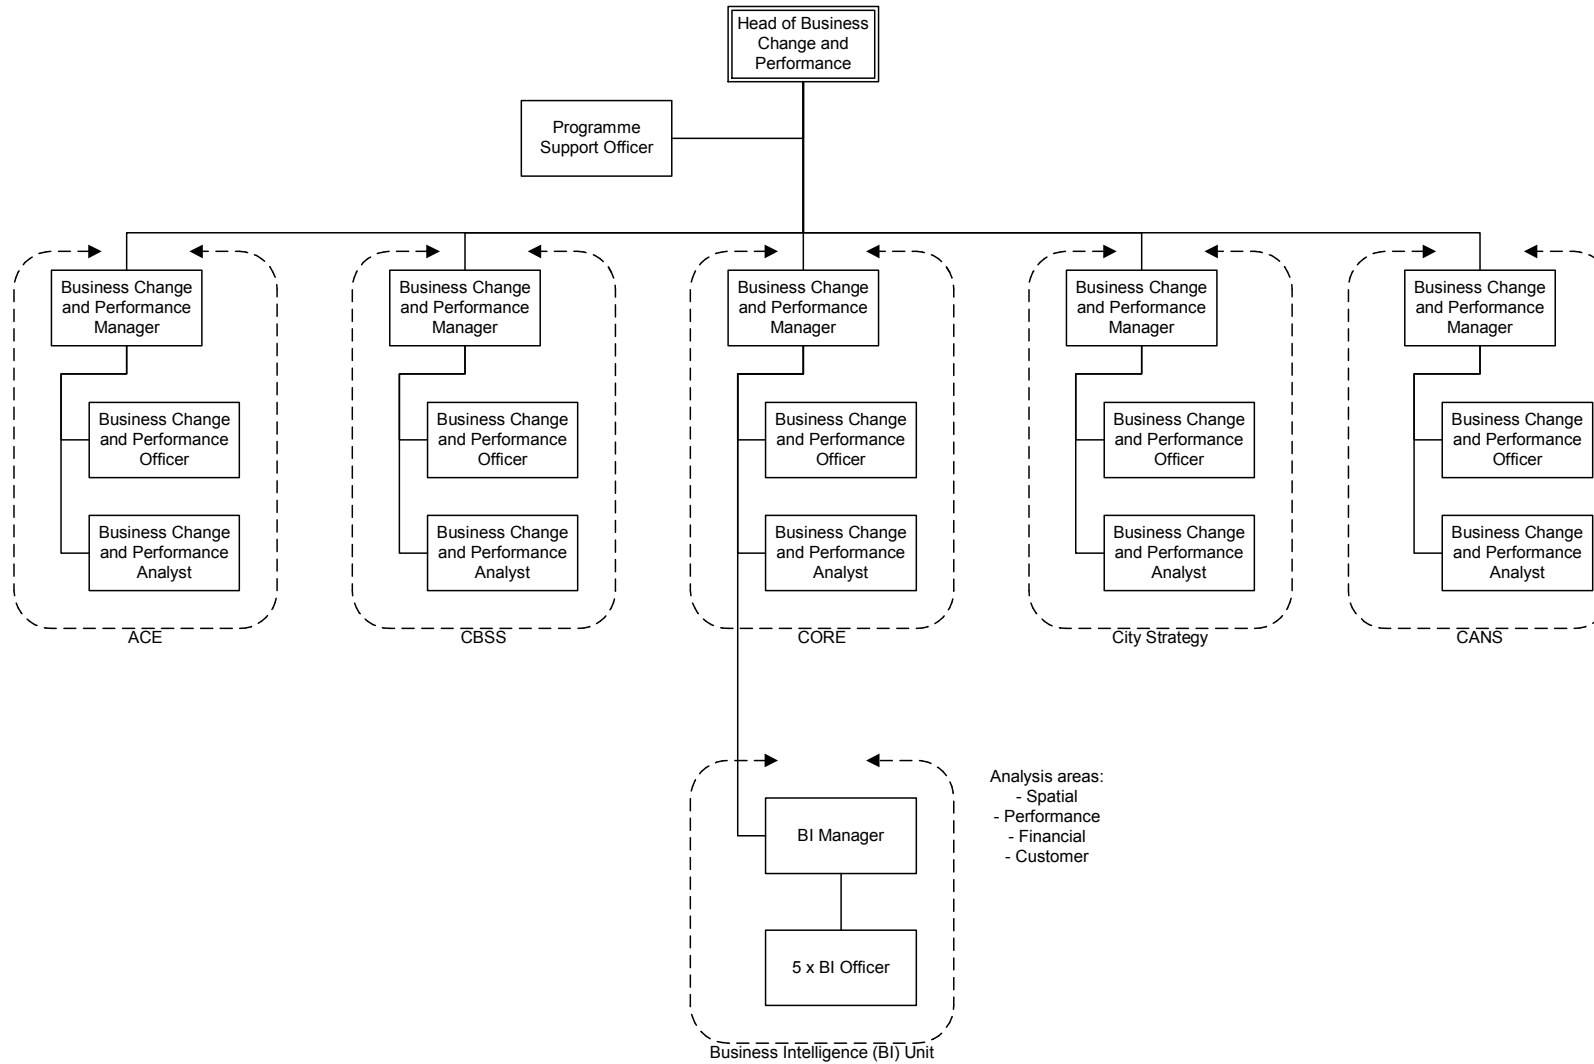 Head of Business
Change and
Performance
Programme
Support Officer
Business Change
and Performance
Manager
Business Change
and Performance
Officer
Business Change
and Performance
Analyst
ACE
Business Change
and Performance
Manager
Business Change
and Performance
Officer
Business Change
and Performance
Analyst
CBSS
Business Change
and Performance
Manager
Business Change
and Performance
Officer
Business Change
and Performance
Analyst
CORE
Business Change
and Performance
Manager
Business Change
and Performance
Officer
Business Change
and Performance
Analyst
City Strategy
Business Change
and Performance
Manager
Business Change
and Performance
Officer
Business Change
and Performance
Analyst
CANS
BI Manager
5 x BI Officer
Business Intelligence (BI) Unit
Analysis areas:
- Spatial
- Performance
- Financial
- Customer